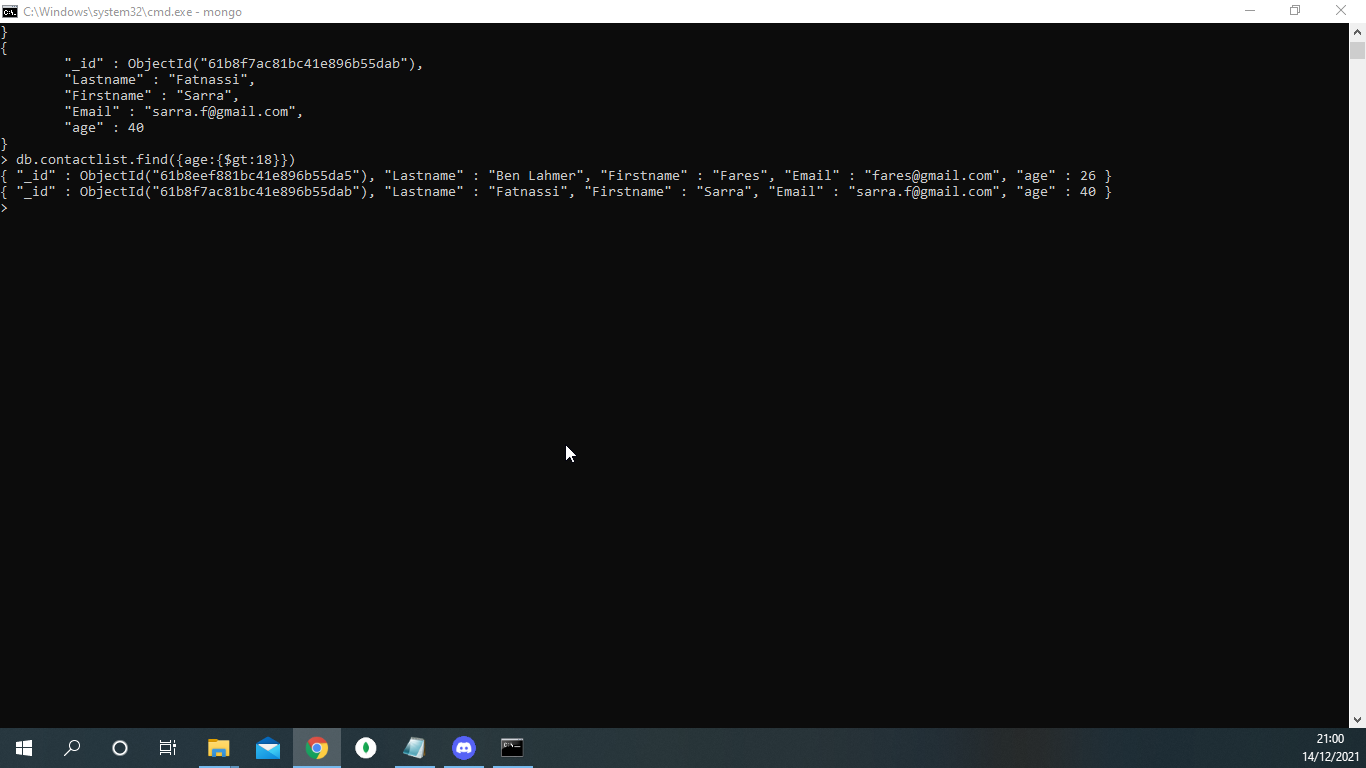 C:\Windows\system32\cmd.exe - mongo
}
{
        "_id" : ObjectId("61b8f7ac81bc41e896b55dab"),
        "Lastname" : "Fatnassi",
        "Firstname" : "Sarra",
        "Email" : "sarra.f@gmail.com",
        "age" : 40
}
> db.contactlist.find({age:{$gt:18}})
{ "_id" : ObjectId("61b8eef881bc41e896b55da5"), "Lastname" : "Ben Lahmer", "Firstname" : "Fares", "Email" : "fares@gmail.com", "age" : 26 }
{ "_id" : ObjectId("61b8f7ac81bc41e896b55dab"), "Lastname" : "Fatnassi", "Firstname" : "Sarra", "Email" : "sarra.f@gmail.com", "age" : 40 }
>
21:00
14/12/2021